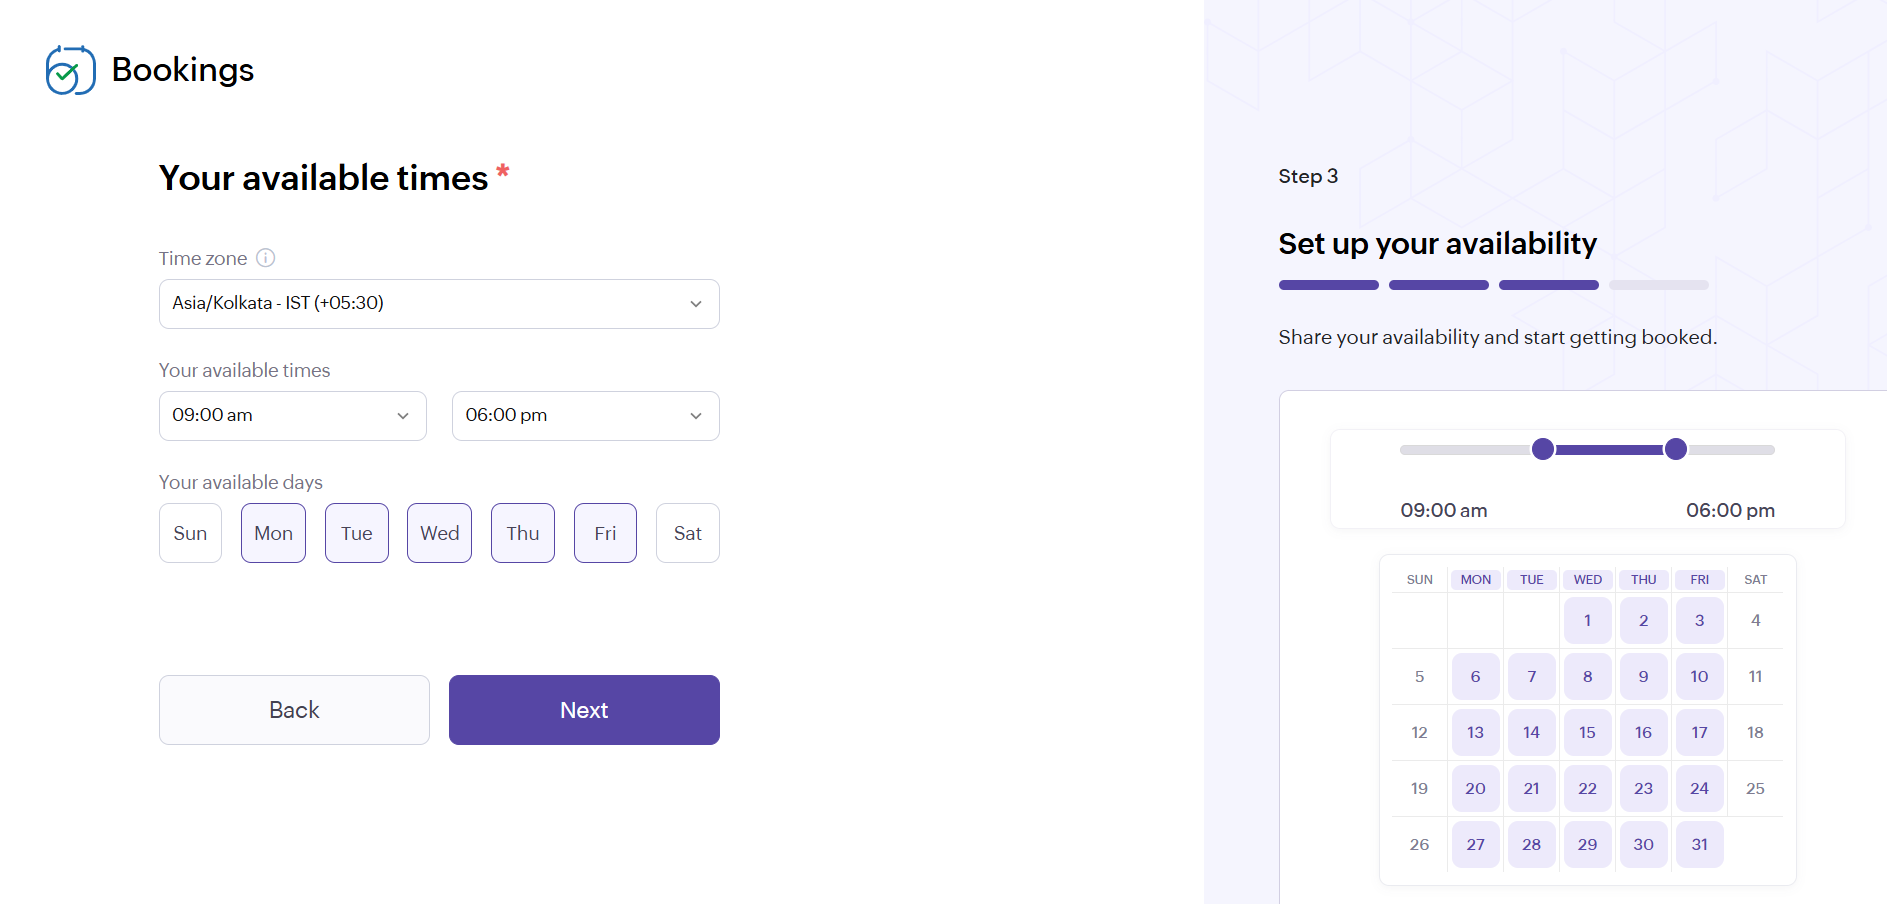 Bookings
Your available times *
Time zone
Asia/Kolkata - IST (+05:30)
Your available times
09:00 am 06:00 pm
Your available days
Sun Mon Tue Wed Thu Fri Sat
Back Next
Step 3
Set up your availability
Share your availability and start getting booked.
09:00 am 06:00 pm
SUN MON TUE WED THU FRI SAT
1 2 3 4
5 6 7 8 9 10 11
12 13 14 15 16 17 18
19 20 21 22 23 24 25
26 27 28 29 30 31